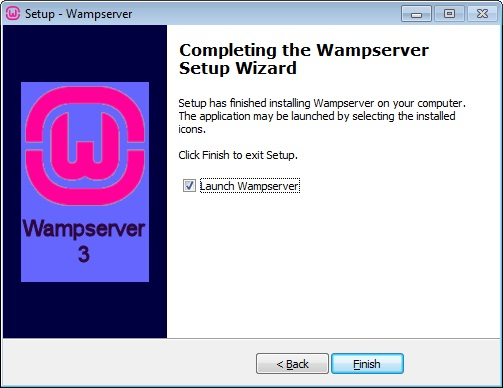 Setup - Wampserver
Completing the Wampserver
Setup Wizard
Setup has finished installing Wampserver on your computer.
The application may be launched by selecting the installed
icons.
Click Finish to exit Setup.
Launch Wampserver
Wampserver
3
< Back
Finish